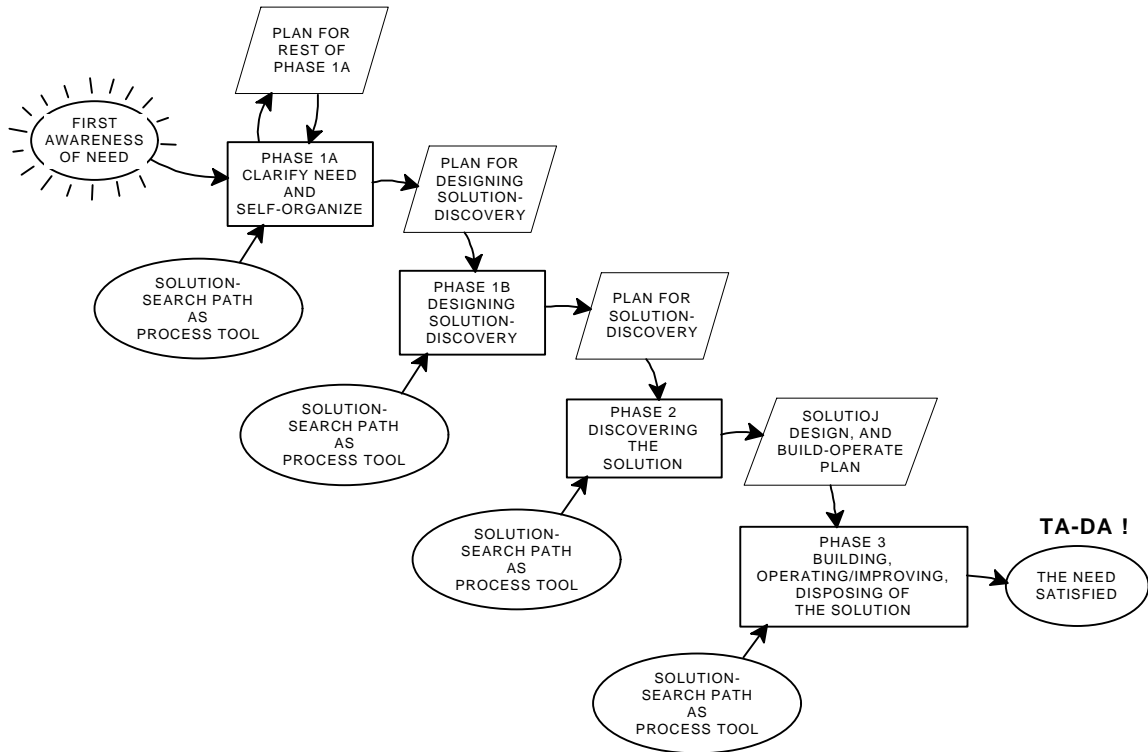 PLAN FOR
REST OF
PHASE 1A
FIRST
AWARENESS
OF NEED
PHASE 1A
CLARIFY NEED
AND
SELF-ORGANIZE
PLAN FOR
DESIGNING
SOLUTION-
DISCOVERY
SOLUTION-
SEARCH PATH
AS
PROCESS TOOL
PHASE 1B
DESIGNING
SOLUTION-
DISCOVERY
PLAN FOR
SOLUTION-
DISCOVERY
SOLUTION-
SEARCH PATH
AS
PROCESS TOOL
PHASE 2
DISCOVERING
THE
SOLUTION
SOLUTIOJ
DESIGN, AND
BUILD-OPERATE
PLAN
SOLUTION-
SEARCH PATH
AS
PROCESS TOOL
PHASE 3
BUILDING,
OPERATING/IMPROVING,
DISPOSING OF
THE SOLUTION
TA-DA !
THE NEED
SATISFIED
SOLUTION-
SEARCH PATH
AS
PROCESS TOOL